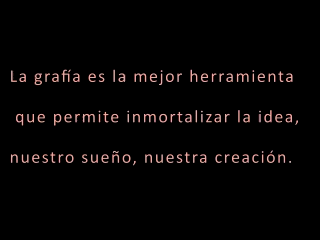 La grafía es la mejor herramienta
que permite inmortalizar la idea,
nuestro sueño, nuestra creación.